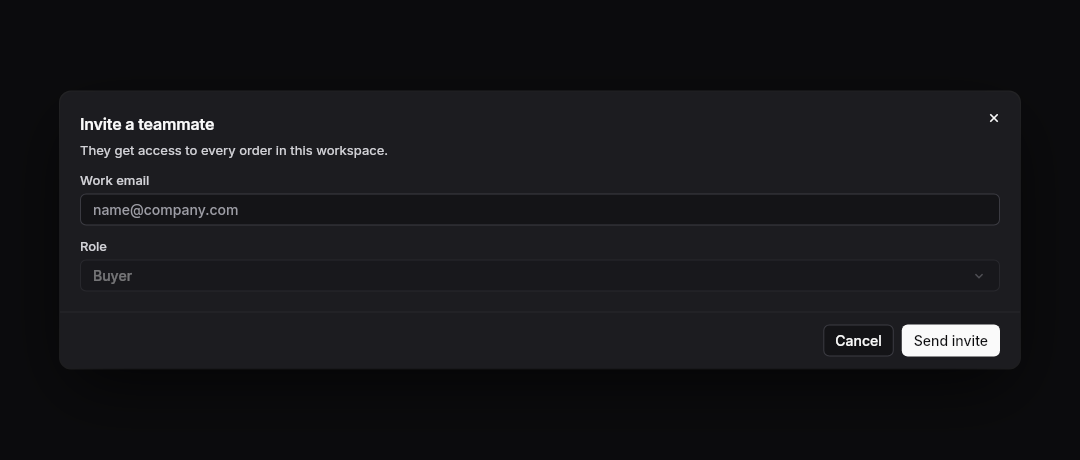 Invite a teammate
They get access to every order in this workspace.
Work email
name@company.com
Role
Buyer
Cancel
Send invite